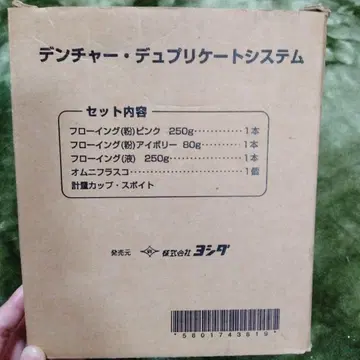 デンチャー・デュプリケートシステム
セット内容
フローイング(粉)ピンク 250g…………1本
フローイング(粉)アイボリー 80g………1本
フローイング(液) 250g…………………1本
オムニフラスコ……………………………1個
計量カップ・スポイト
発売元 株式会社 ヨシダ
*5801743819*